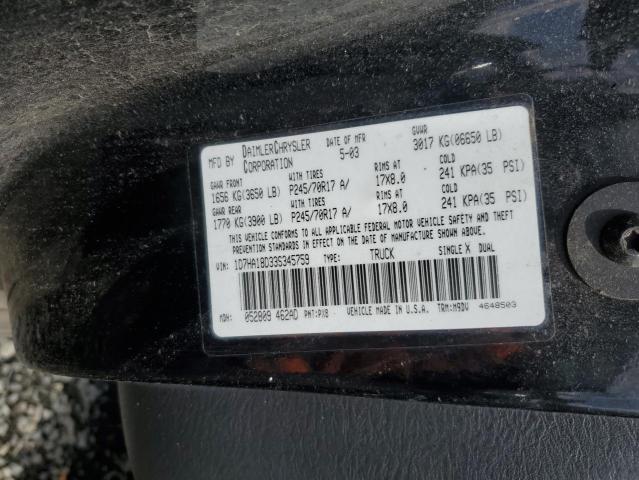 MFD BY DAIMLERCHRYSLER CORPORATION DATE OF MFR 5-03 GVWR 3017 KG(06650 LB)
GAWR FRONT WITH TIRES RIMS AT COLD
1656 KG(3650 LB) P245/70R17 A/ 17X8.0 241 KPA(35 PSI)
GAWR REAR WITH TIRES RIMS AT COLD
1770 KG(3900 LB) P245/70R17 A/ 17X8.0 241 KPA(35 PSI)
THIS VEHICLE CONFORMS TO ALL APPLICABLE FEDERAL MOTOR VEHICLE SAFETY AND THEFT
PREVENTION STANDARDS IN EFFECT ON THE DATE OF MANUFACTURE SHOWN ABOVE.
VIN: 1D7HA18D33S345759 TYPE: TRUCK SINGLE X DUAL
MDH: 052809 462AD PNT:PX8 VEHICLE MADE IN U.S.A. TRM:M9DV 4648503